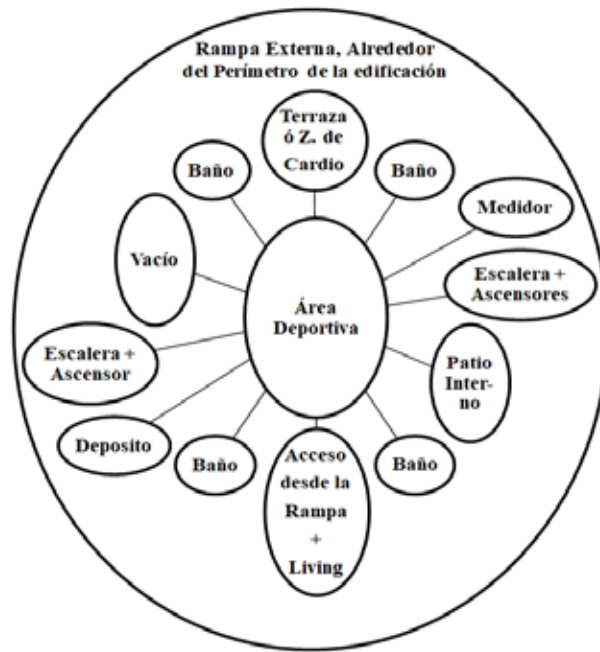 Rampa Externa, Alrededor
del Perímetro de la edificación
Terraza
ó Z. de
Cardio
Baño
Baño
Medidor
Vacío
Escalera +
Ascensores
Área
Deportiva
Escalera +
Ascensor
Patio
Inter-
no
Deposito
Baño
Acceso
desde la
Rampa
+
Living
Baño